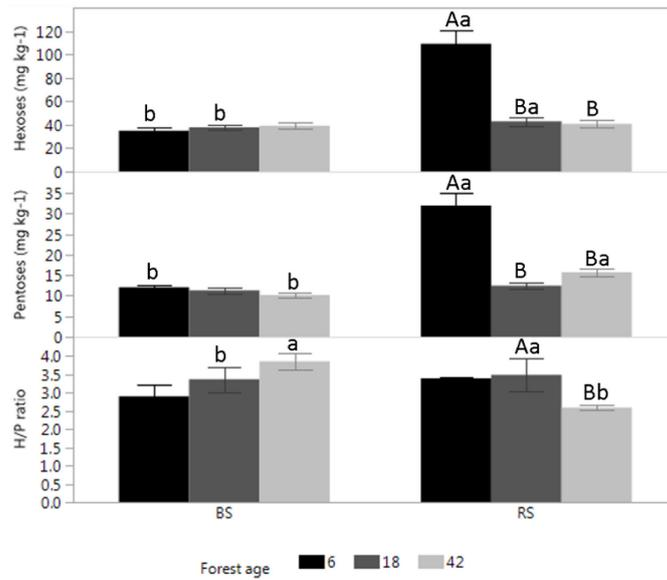 Hexoses (mg kg-1)
120
100
80
60
40
20
0
b b
Aa
Ba B
Pentoses (mg kg-1)
35
30
25
20
15
10
5
0
b b
Aa
B Ba
H/P ratio
4.0
3.5
3.0
2.5
2.0
1.5
1.0
0.5
0.0
b a
Aa
Bb
BS RS
Forest age 6 18 42